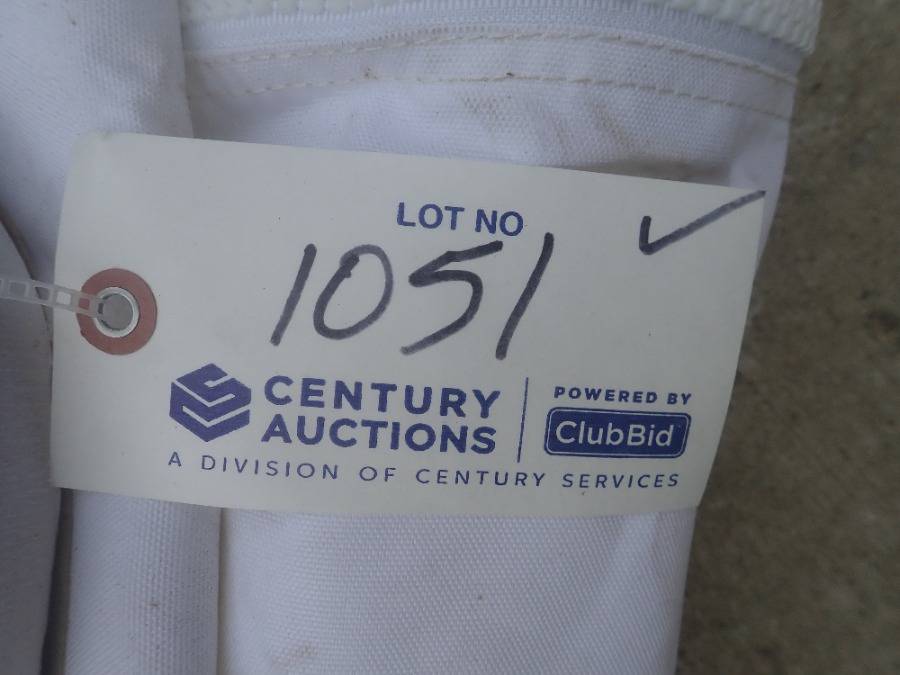 LOT NO
1051 ✓
CENTURY
AUCTIONS
POWERED BY
ClubBid
A DIVISION OF CENTURY SERVICES